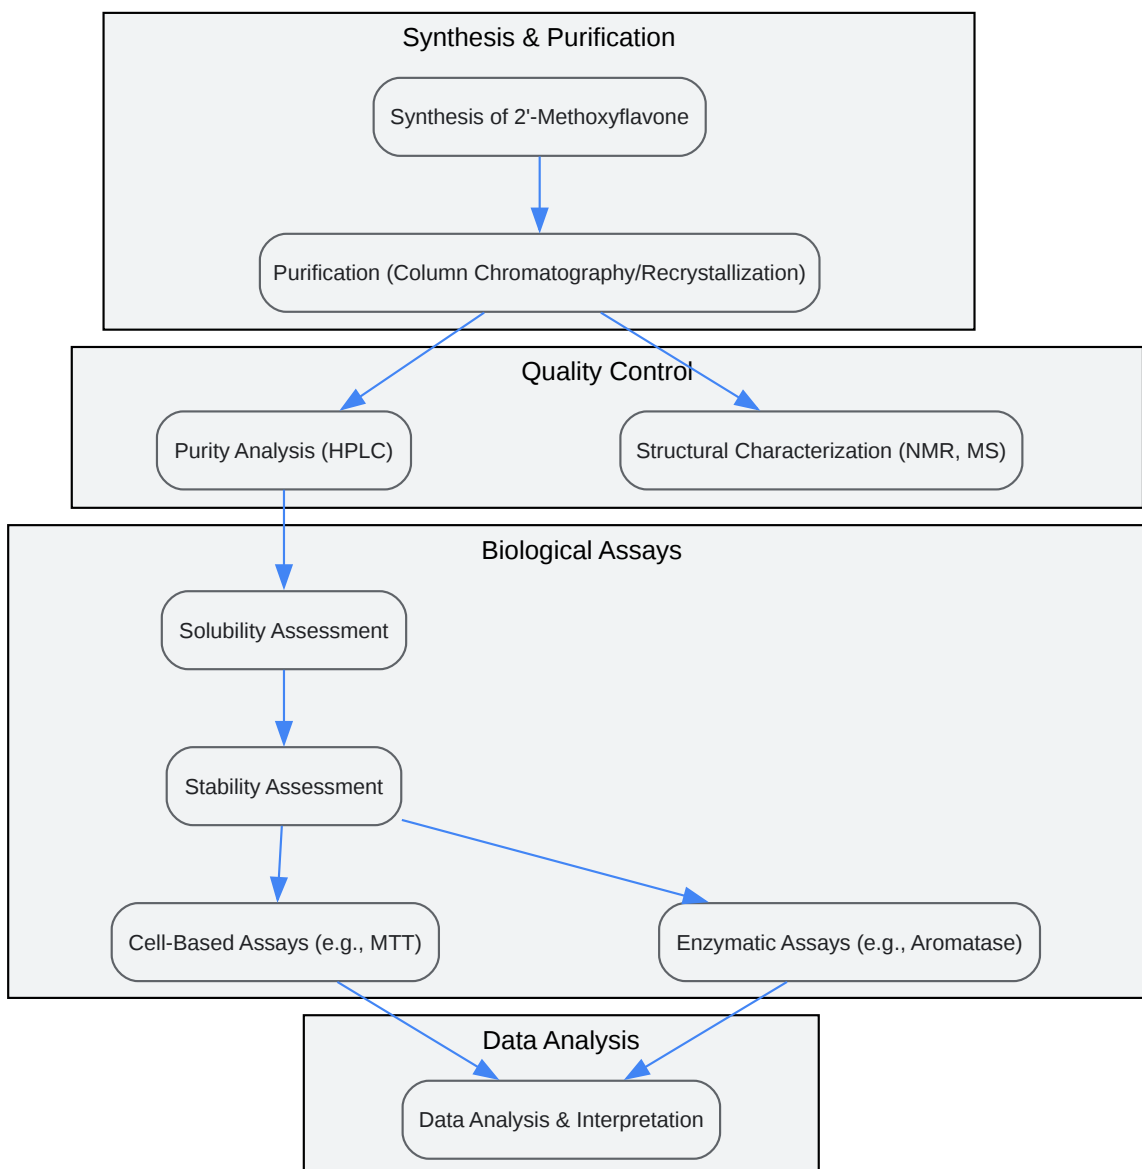 Synthesis & Purification
Synthesis of 2'-Methoxyflavone
Purification (Column Chromatography/Recrystallization)
Quality Control
Purity Analysis (HPLC)
Structural Characterization (NMR, MS)
Biological Assays
Solubility Assessment
Stability Assessment
Cell-Based Assays (e.g., MTT)
Enzymatic Assays (e.g., Aromatase)
Data Analysis
Data Analysis & Interpretation